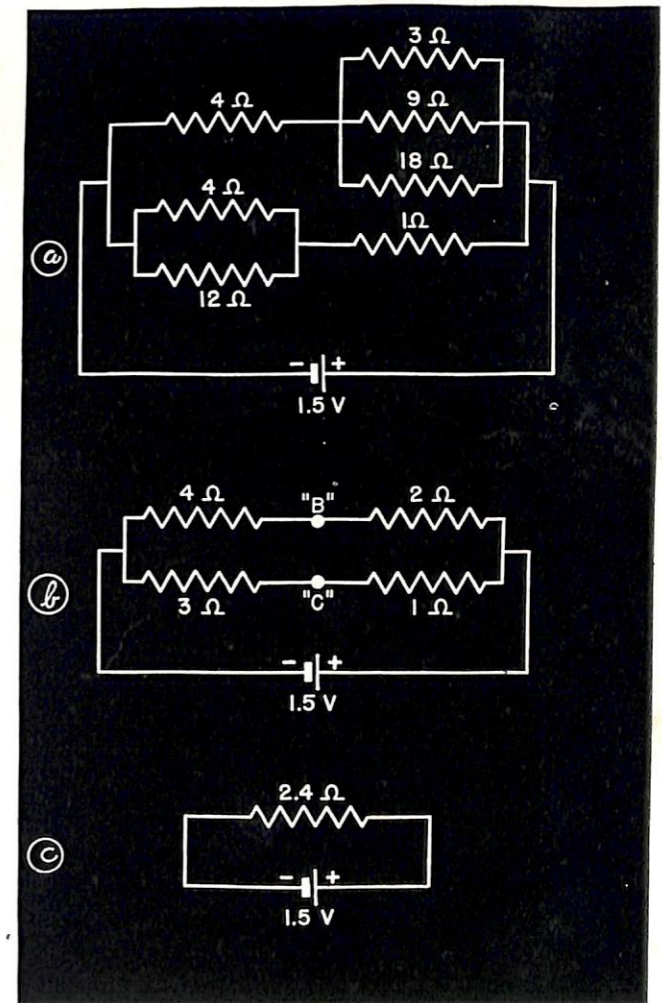 3 Ω
4 Ω 9 Ω
18 Ω
4 Ω
1Ω
ⓐ
12 Ω
- +
1.5 V
4 Ω "B" 2 Ω
ⓑ
3 Ω "C" 1 Ω
- +
1.5 V
2.4 Ω
ⓒ
- +
1.5 V